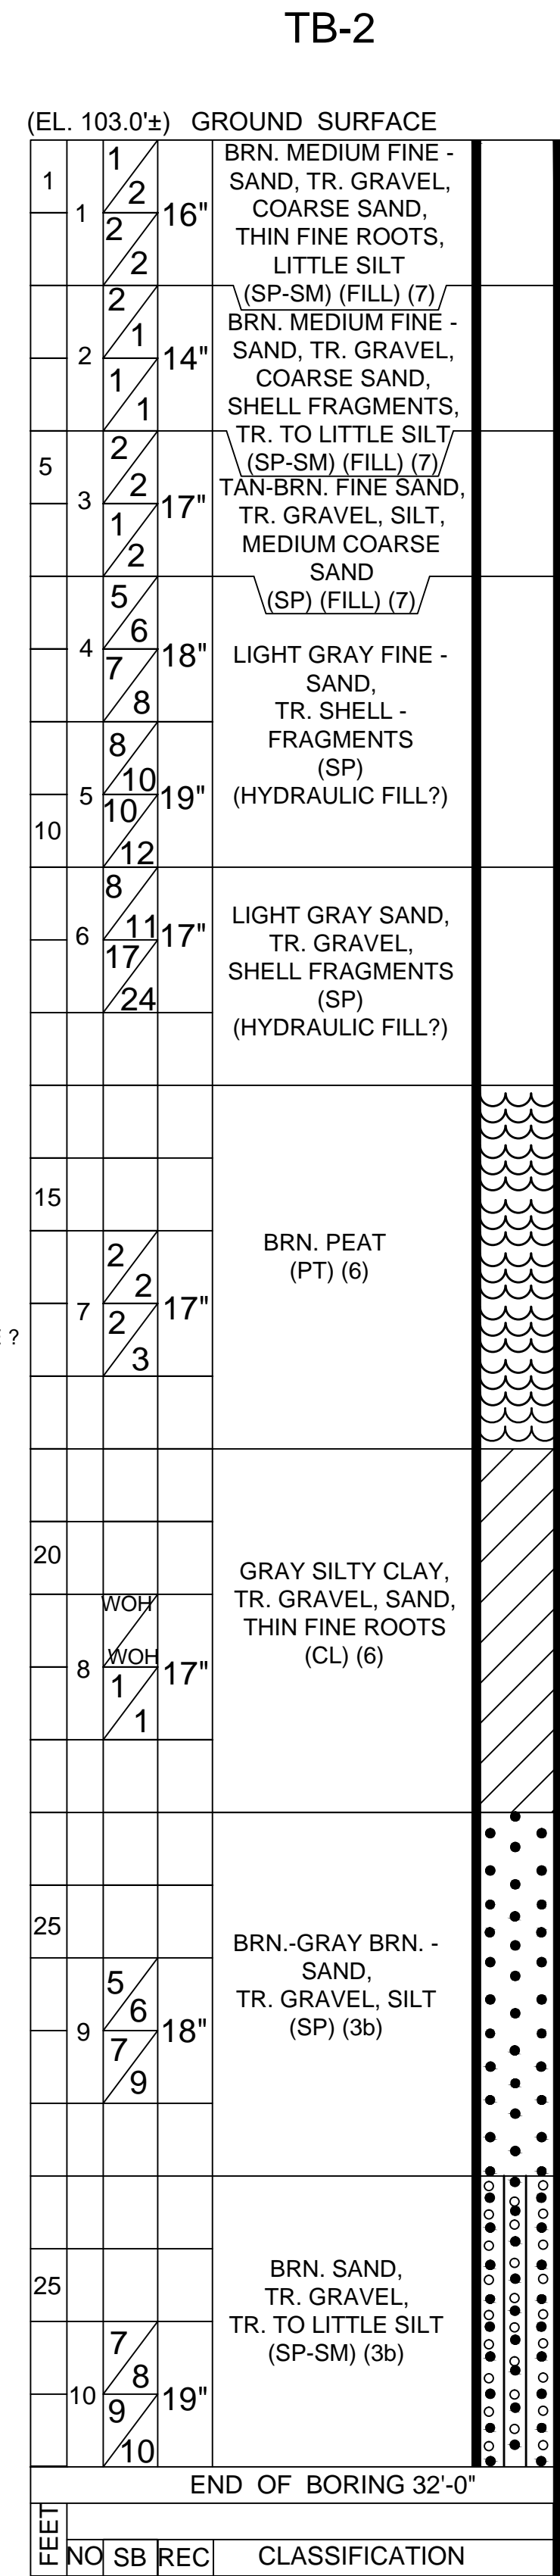 TB-2
(EL. 103.0'±) GROUND SURFACE
1
1
1
2
2
2
16"
BRN. MEDIUM FINE -
SAND, TR. GRAVEL,
COARSE SAND,
THIN FINE ROOTS,
LITTLE SILT
(SP-SM) (FILL) (7)
2
2
1
1
1
14"
BRN. MEDIUM FINE -
SAND, TR. GRAVEL,
COARSE SAND,
SHELL FRAGMENTS,
TR. TO LITTLE SILT
(SP-SM) (FILL) (7)
5
3
2
2
1
2
17"
TAN-BRN. FINE SAND,
TR. GRAVEL, SILT,
MEDIUM COARSE
SAND
(SP) (FILL) (7)
4
5
6
7
8
18"
LIGHT GRAY FINE -
SAND,
TR. SHELL -
FRAGMENTS
(SP)
(HYDRAULIC FILL?)
10
5
8
10
10
12
19"
6
8
11
17
24
17"
LIGHT GRAY SAND,
TR. GRAVEL,
SHELL FRAGMENTS
(SP)
(HYDRAULIC FILL?)
15
7
2
2
2
3
17"
BRN. PEAT
(PT) (6)
?
20
8
WOH
WOH
1
1
17"
GRAY SILTY CLAY,
TR. GRAVEL, SAND,
THIN FINE ROOTS
(CL) (6)
25
9
5
6
7
9
18"
BRN.-GRAY BRN. -
SAND,
TR. GRAVEL, SILT
(SP) (3b)
25
10
7
8
9
10
19"
BRN. SAND,
TR. GRAVEL,
TR. TO LITTLE SILT
(SP-SM) (3b)
END OF BORING 32'-0"
FEET
NO SB REC CLASSIFICATION